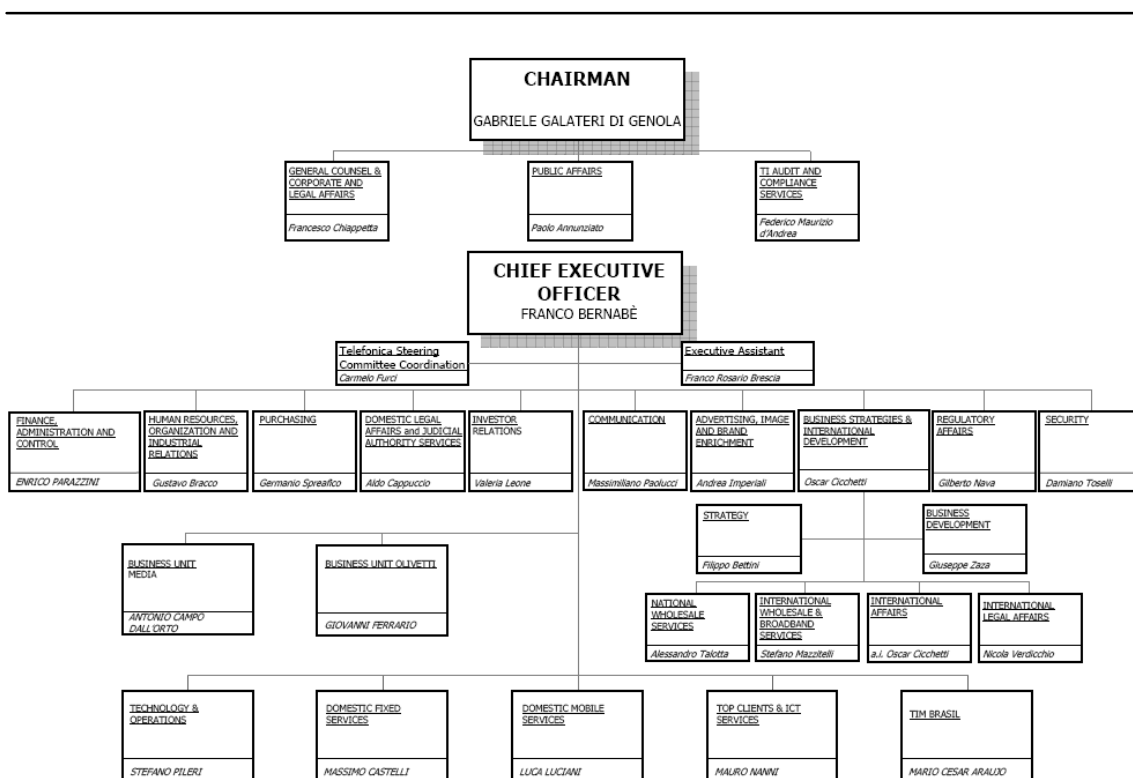 CHAIRMAN
GABRIELE GALATERI DI GENOLA
GENERAL COUNSEL &
CORPORATE AND
LEGAL AFFAIRS
Francesco Chiappetta
PUBLIC AFFAIRS
Paolo Annunziato
TI AUDIT AND
COMPLIANCE
SERVICES
Federico Maurizio
d'Andrea
CHIEF EXECUTIVE
OFFICER
FRANCO BERNABÈ
Telefonica Steering
Committee Coordination
Carmelo Furci
Executive Assistant
Franco Rosario Brescia
FINANCE,
ADMINISTRATION AND
CONTROL
ENRICO PARAZZINI
HUMAN RESOURCES,
ORGANIZATION AND
INDUSTRIAL
RELATIONS
Gustavo Bracco
PURCHASING
Germanio Spreafico
DOMESTIC LEGAL
AFFAIRS and JUDICIAL
AUTHORITY SERVICES
Aldo Cappuccio
INVESTOR
RELATIONS
Valeria Leone
COMMUNICATION
Massimiliano Paolucci
ADVERTISING, IMAGE
AND BRAND
ENRICHMENT
Andrea Imperiali
BUSINESS STRATEGIES &
INTERNATIONAL
DEVELOPMENT
Oscar Cicchetti
REGULATORY
AFFAIRS
Gilberto Nava
SECURITY
Damiano Toselli
STRATEGY
Filippo Bettini
BUSINESS
DEVELOPMENT
Giuseppe Zaza
BUSINESS UNIT
MEDIA
ANTONIO CAMPO
DALL'ORTO
BUSINESS UNIT OLIVETTI
GIOVANNI FERRARIO
NATIONAL
WHOLESALE
SERVICES
Alessandro Talotta
INTERNATIONAL
WHOLESALE &
BROADBAND
SERVICES
Stefano Mazzitelli
INTERNATIONAL
AFFAIRS
a.i. Oscar Cicchetti
INTERNATIONAL
LEGAL AFFAIRS
Nicola Verdicchio
TECHNOLOGY &
OPERATIONS
STEFANO PILERI
DOMESTIC FIXED
SERVICES
MASSIMO CASTELLI
DOMESTIC MOBILE
SERVICES
LUCA LUCIANI
TOP CLIENTS & ICT
SERVICES
MAURO NANNI
TIM BRASIL
MARIO CESAR ARAUJO